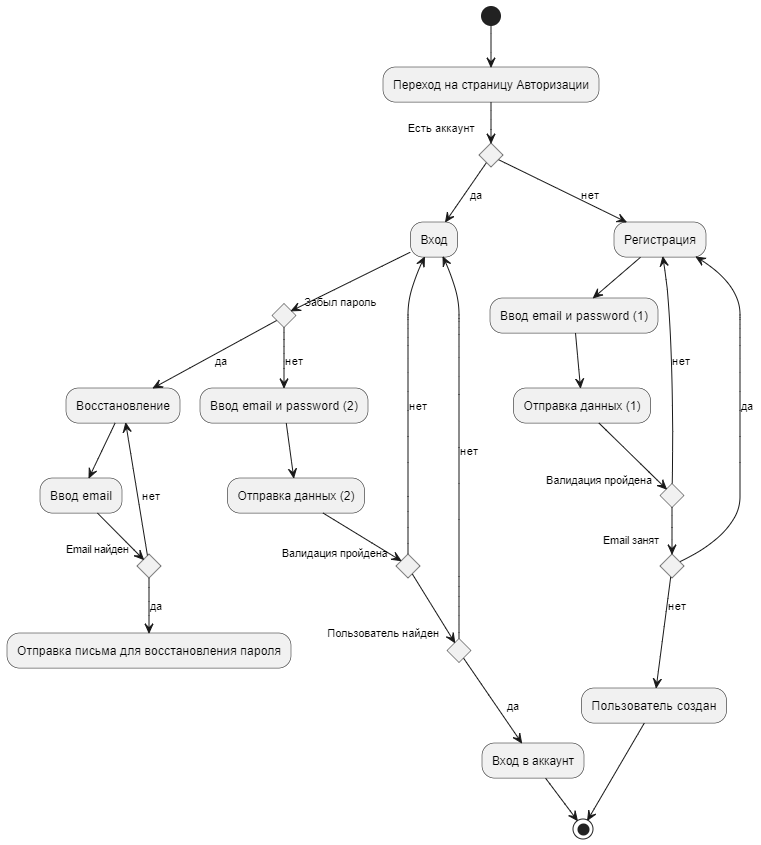 Переход на страницу Авторизации
Есть аккаунт
да
нет
Вход
Регистрация
Забыл пароль
Ввод email и password (1)
да
нет
нет
Восстановление
Ввод email и password (2)
нет
Отправка данных (1)
да
нет
Валидация пройдена
Ввод email
нет
Отправка данных (2)
Email занят
Email найден
Валидация пройдена
да
нет
Пользователь найден
Отправка письма для восстановления пароля
да
Пользователь создан
Вход в аккаунт